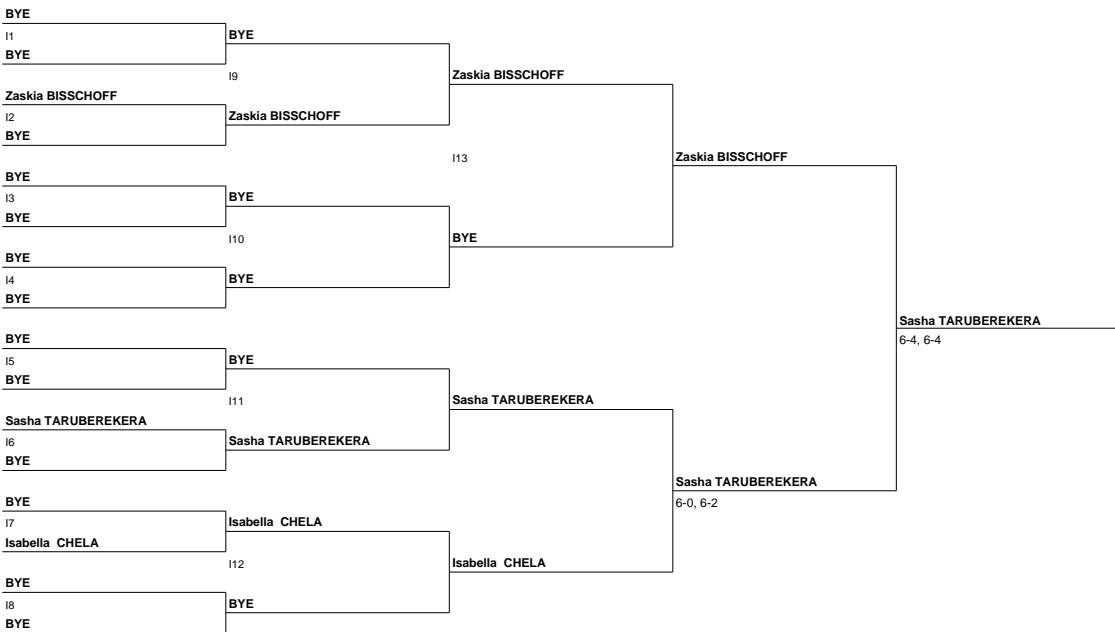 BYE
I1
BYE
BYE
I9
Zaskia BISSCHOFF
Zaskia BISSCHOFF
I2
Zaskia BISSCHOFF
BYE
I13
Zaskia BISSCHOFF
BYE
I3
BYE
BYE
I10
BYE
BYE
I4
BYE
BYE
Sasha TARUBEREKERA
6-4, 6-4
BYE
I5
BYE
BYE
I11
Sasha TARUBEREKERA
Sasha TARUBEREKERA
I6
Sasha TARUBEREKERA
BYE
Sasha TARUBEREKERA
6-0, 6-2
BYE
I7
Isabella  CHELA
Isabella  CHELA
I12
Isabella  CHELA
BYE
I8
BYE
BYE